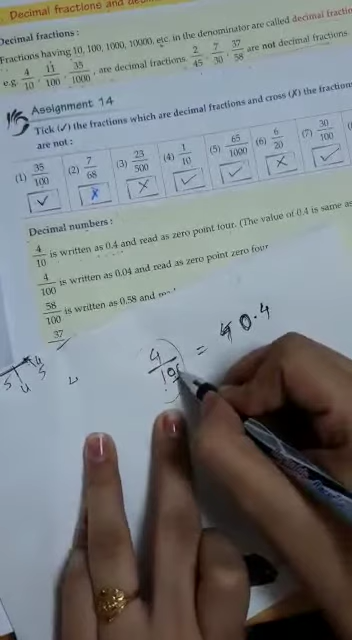 Decimal fractions and deci
Decimal fractions :
Fractions having 10, 100, 1000, 10000, etc. in the denominator are called decimal fractio
e.g. 4/10, 13/100, 35/1000, are decimal fractions. 2/45, 7/30, 37/58 are not decimal fractions.
Assignment 14
Tick (✓) the fractions which are decimal fractions and cross (✗) the fraction
are not :
(1) 35/100 (2) 7/68 (3) 23/500 (4) 1/10 (5) 65/1000 (6) 6/20 (7) 30/100
✓ ✗ ✗ ✓ ✓ ✗ ✓
Decimal numbers :
4/10 is written as 0.4 and read as zero point four. (The value of 0.4 is same as
4/100 is written as 0.04 and read as zero point zero four
58/100 is written as 0.58 and
37
= 0.4